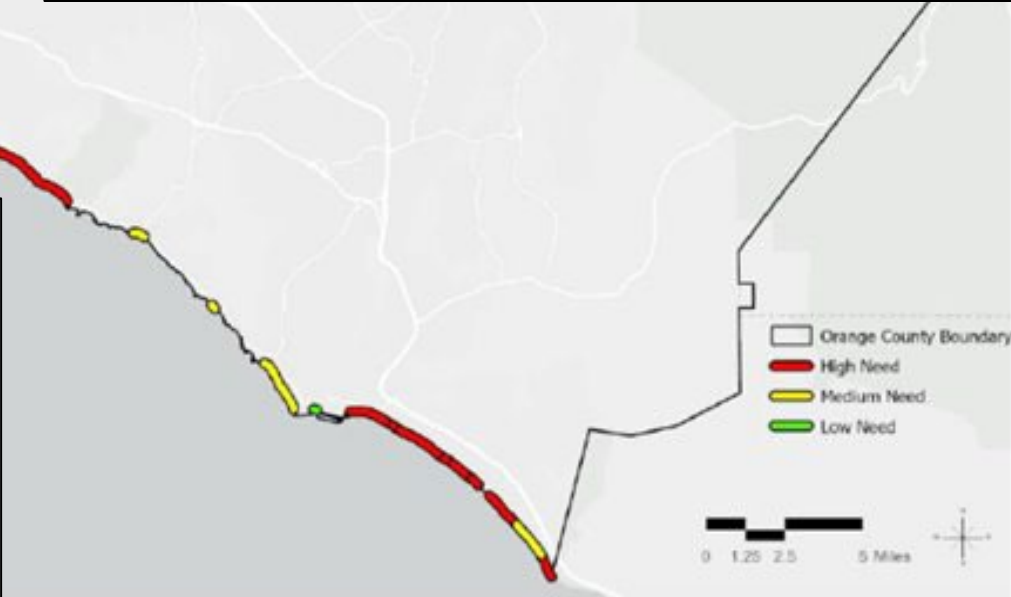 Orange County Boundary
High Need
Medium Need
Low Need
0 1.25 2.5 5 Miles